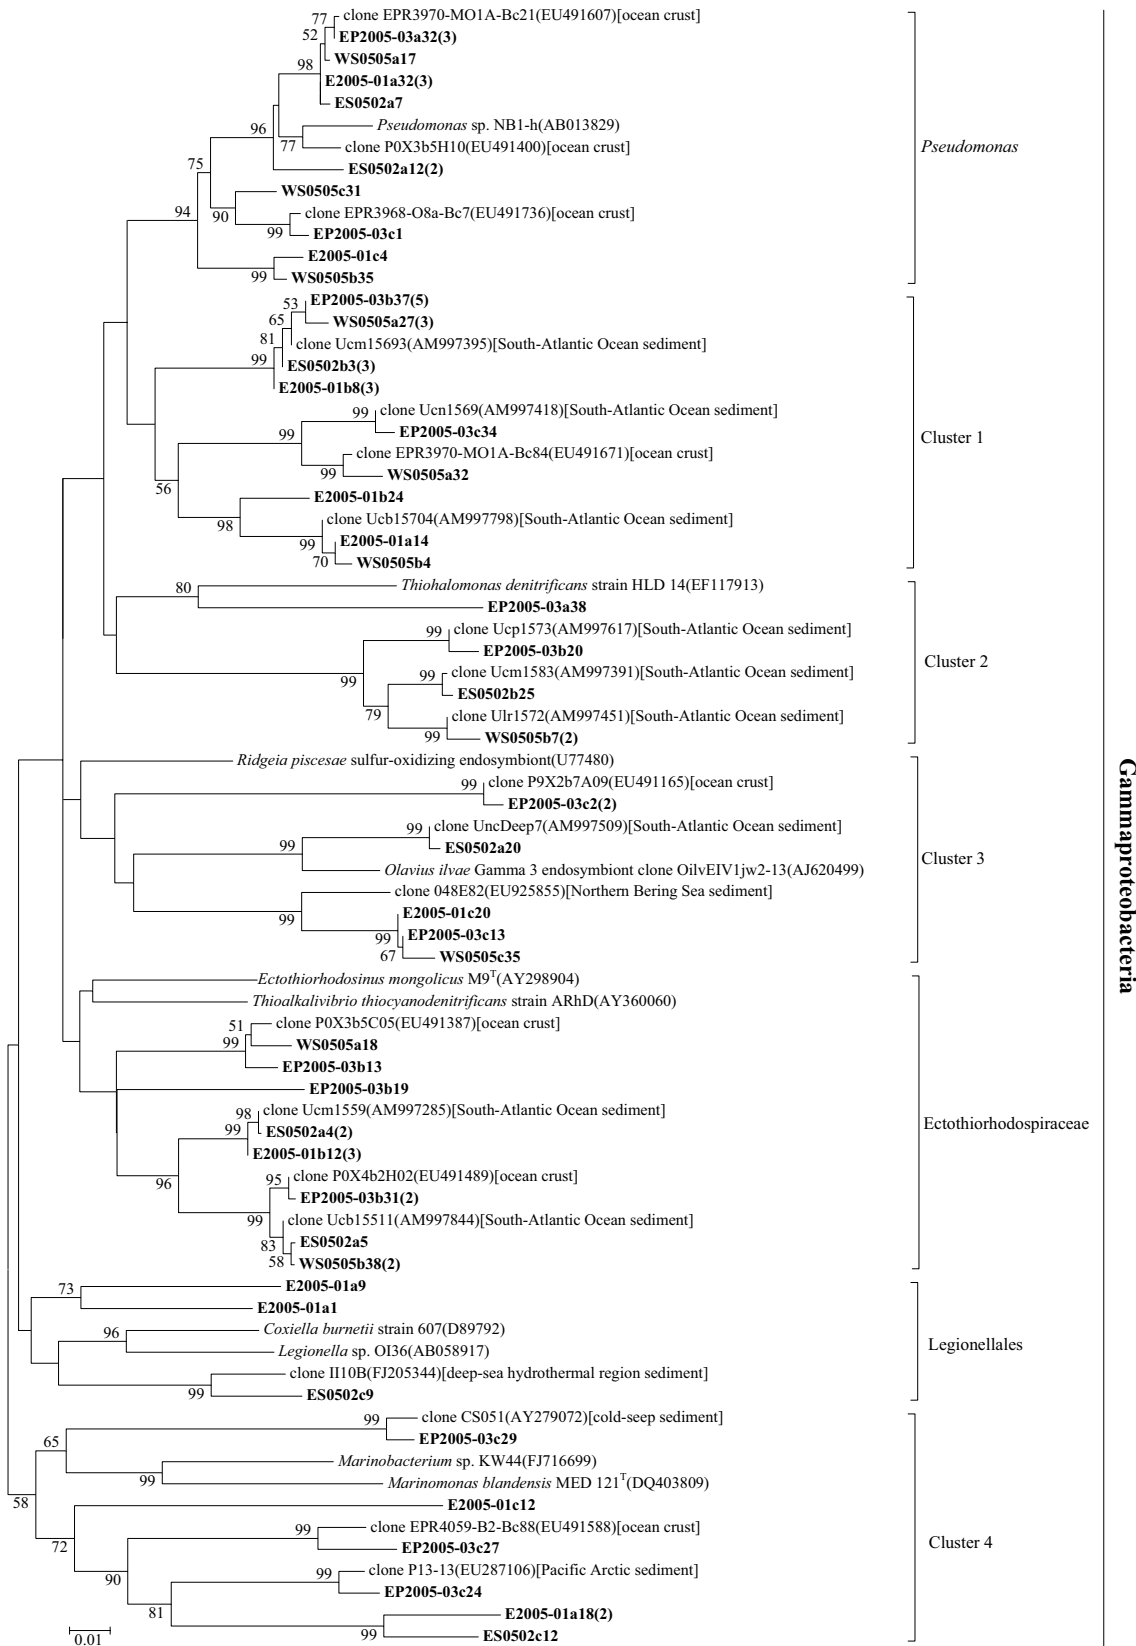 77 clone EPR3970-MO1A-Bc21(EU491607)[ocean crust]
52 EP2005-03a32(3)
WS0505a17
98 E2005-01a32(3)
ES0502a7
Pseudomonas sp. NB1-h(AB013829)
96
77 clone P0X3b5H10(EU491400)[ocean crust]
Pseudomonas
75 ES0502a12(2)
WS0505c31
94 90 clone EPR3968-O8a-Bc7(EU491736)[ocean crust]
99 EP2005-03c1
E2005-01c4
99 WS0505b35
53 EP2005-03b37(5)
65 WS0505a27(3)
81 clone Ucm15693(AM997395)[South-Atlantic Ocean sediment]
99 ES0502b3(3)
E2005-01b8(3)
99 clone Ucn1569(AM997418)[South-Atlantic Ocean sediment]
99 EP2005-03c34
Cluster 1
clone EPR3970-MO1A-Bc84(EU491671)[ocean crust]
99 WS0505a32
56 E2005-01b24
98 clone Ucb15704(AM997798)[South-Atlantic Ocean sediment]
99 E2005-01a14
70 WS0505b4
80 Thiohalomonas denitrificans strain HLD 14(EF117913)
EP2005-03a38
99 clone Ucp1573(AM997617)[South-Atlantic Ocean sediment]
EP2005-03b20
Cluster 2
99 99 clone Ucm1583(AM997391)[South-Atlantic Ocean sediment]
ES0502b25
79 clone Ulr1572(AM997451)[South-Atlantic Ocean sediment]
99 WS0505b7(2)
Ridgeia piscesae sulfur-oxidizing endosymbiont(U77480)
99 clone P9X2b7A09(EU491165)[ocean crust]
EP2005-03c2(2)
99 clone UncDeep7(AM997509)[South-Atlantic Ocean sediment]
99 ES0502a20
Cluster 3
Olavius ilvae Gamma 3 endosymbiont clone OilvEIV1jw2-13(AJ620499)
clone 048E82(EU925855)[Northern Bering Sea sediment]
99 E2005-01c20
99 EP2005-03c13
67 WS0505c35
Gammaproteobacteria
Ectothiorhodosinus mongolicus M9T(AY298904)
Thioalkalivibrio thiocyanodenitrificans strain ARhD(AY360060)
51 clone P0X3b5C05(EU491387)[ocean crust]
99 WS0505a18
EP2005-03b13
EP2005-03b19
98 clone Ucm1559(AM997285)[South-Atlantic Ocean sediment]
Ectothiorhodospiraceae
99 ES0502a4(2)
E2005-01b12(3)
96 95 clone P0X4b2H02(EU491489)[ocean crust]
EP2005-03b31(2)
99 clone Ucb15511(AM997844)[South-Atlantic Ocean sediment]
83 ES0502a5
58 WS0505b38(2)
73 E2005-01a9
E2005-01a1
96 Coxiella burnetii strain 607(D89792)
Legionellales
Legionella sp. OI36(AB058917)
clone II10B(FJ205344)[deep-sea hydrothermal region sediment]
99 ES0502c9
99 clone CS051(AY279072)[cold-seep sediment]
65 EP2005-03c29
Marinobacterium sp. KW44(FJ716699)
99 Marinomonas blandensis MED 121T(DQ403809)
58 E2005-01c12
99 clone EPR4059-B2-Bc88(EU491588)[ocean crust]
72 EP2005-03c27
Cluster 4
90 99 clone P13-13(EU287106)[Pacific Arctic sediment]
EP2005-03c24
81 E2005-01a18(2)
99 ES0502c12
0.01